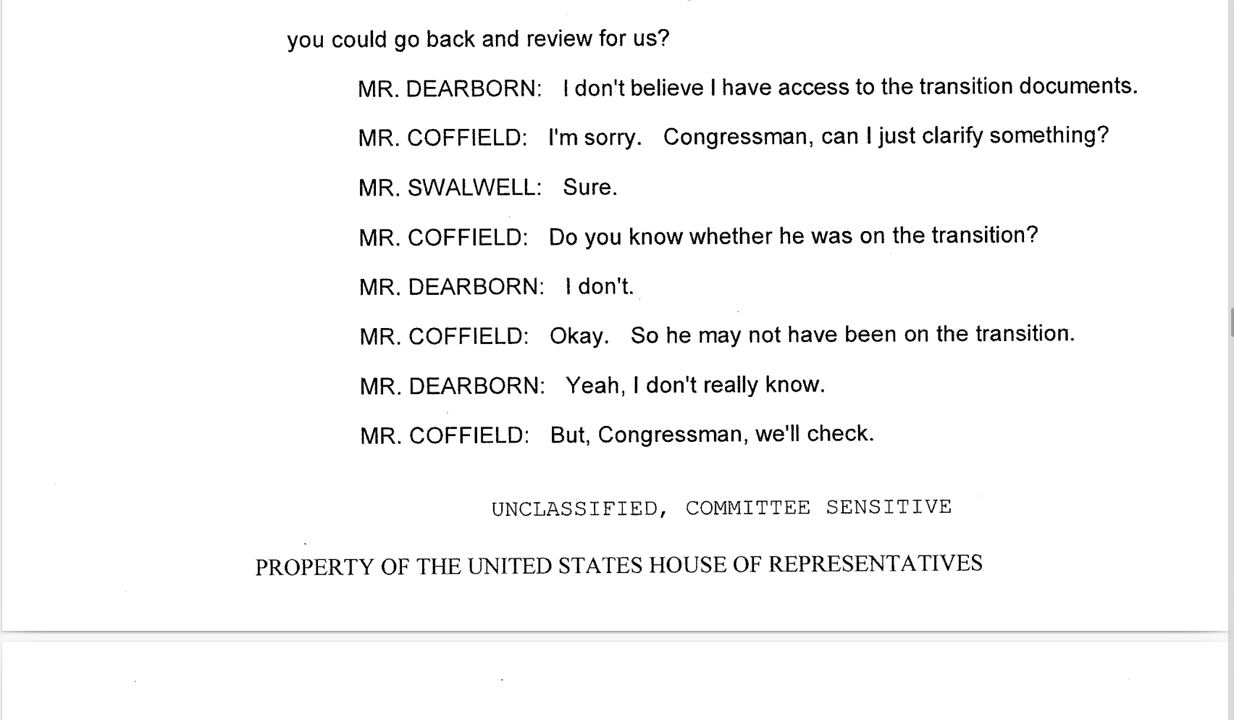 you could go back and review for us?
MR. DEARBORN: I don't believe I have access to the transition documents.
MR. COFFIELD: I'm sorry. Congressman, can I just clarify something?
MR. SWALWELL: Sure.
MR. COFFIELD: Do you know whether he was on the transition?
MR. DEARBORN: I don't.
MR. COFFIELD: Okay. So he may not have been on the transition.
MR. DEARBORN: Yeah, I don't really know.
MR. COFFIELD: But, Congressman, we'll check.
UNCLASSIFIED, COMMITTEE SENSITIVE
PROPERTY OF THE UNITED STATES HOUSE OF REPRESENTATIVES